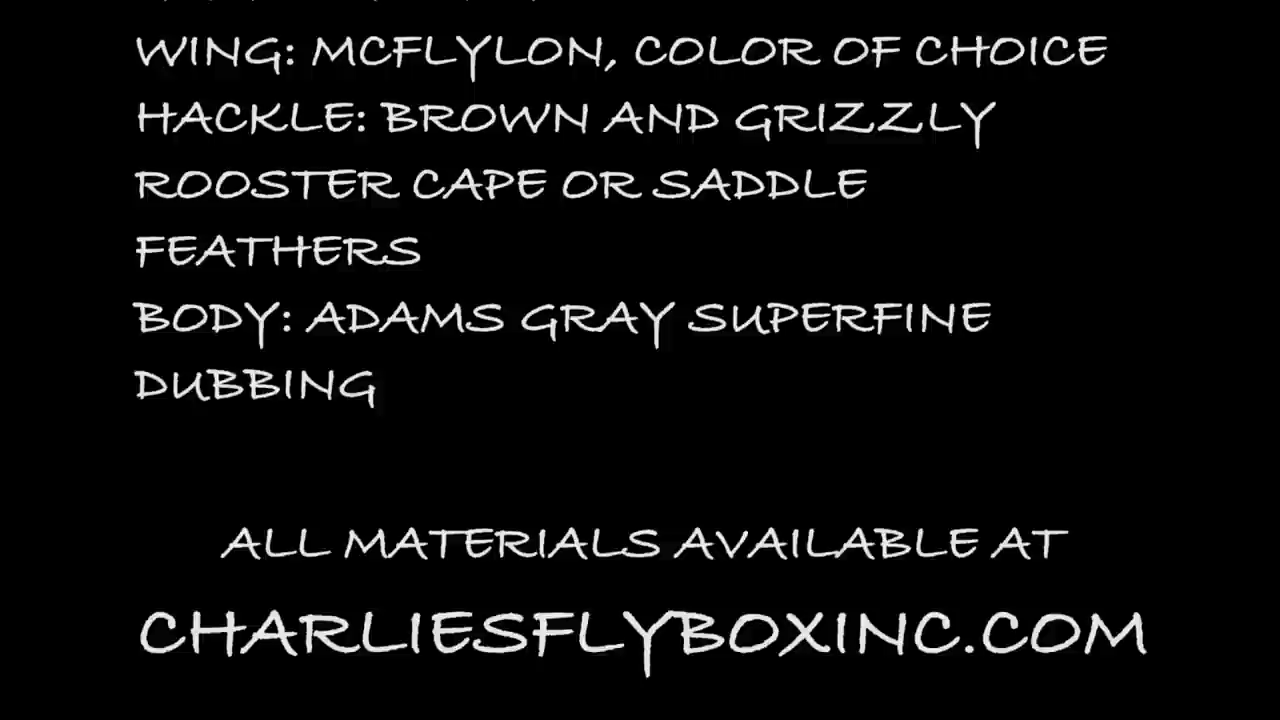 WING: MCFLYLON, COLOR OF CHOICE
HACKLE: BROWN AND GRIZZLY
ROOSTER CAPE OR SADDLE
FEATHERS
BODY: ADAMS GRAY SUPERFINE
DUBBING
ALL MATERIALS AVAILABLE AT
CHARLIESFLYBOXINC.COM